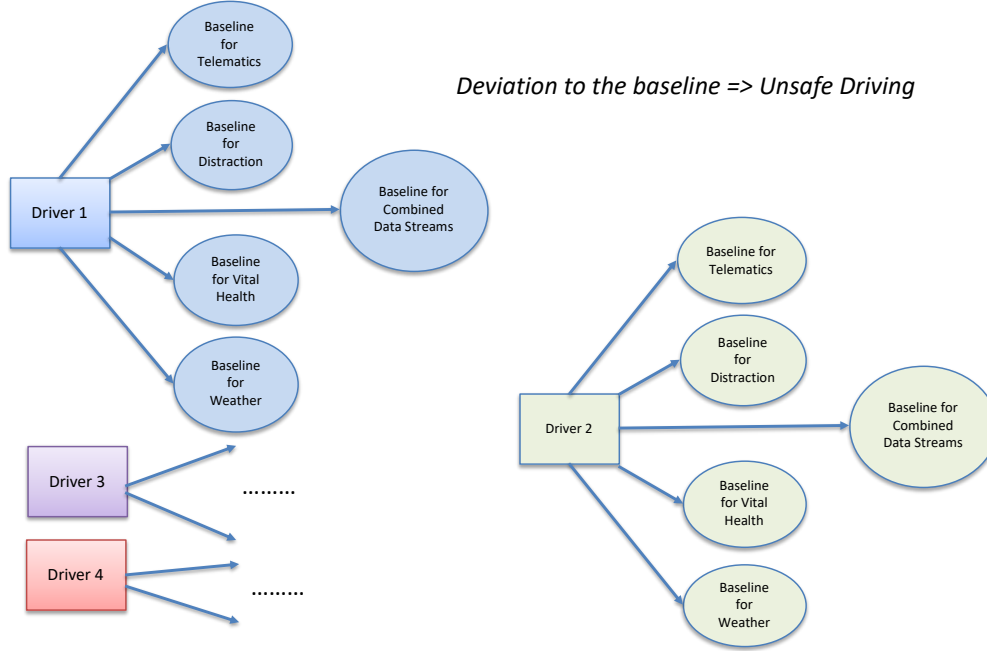 Baseline
for
Telematics
Deviation to the baseline => Unsafe Driving
Baseline
for
Distraction
Driver 1
Baseline for
Combined
Data Streams
Baseline
for Vital
Health
Baseline
for
Weather
Baseline for
Telematics
Baseline
for
Distraction
Driver 2
Baseline for
Combined
Data Streams
Baseline
for Vital
Health
Baseline
for
Weather
Driver 3
………
Driver 4
………